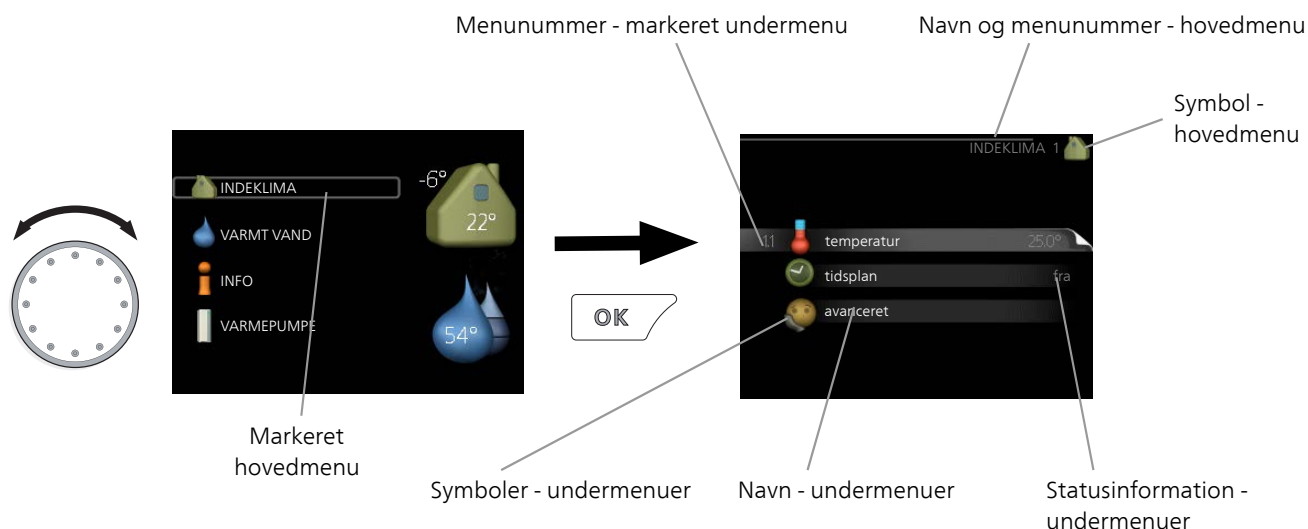 Menunummer - markeret undermenu
Navn og menunummer - hovedmenu
Symbol -
hovedmenu
INDEKLIMA
-6°
22°
VARMT VAND
INFO
VARMEPUMPE
54°
OK
INDEKLIMA 1
1.1 temperatur 25.0°
tidsplan fra
avanceret
Markeret
hovedmenu
Symboler - undermenuer
Navn - undermenuer
Statusinformation -
undermenuer